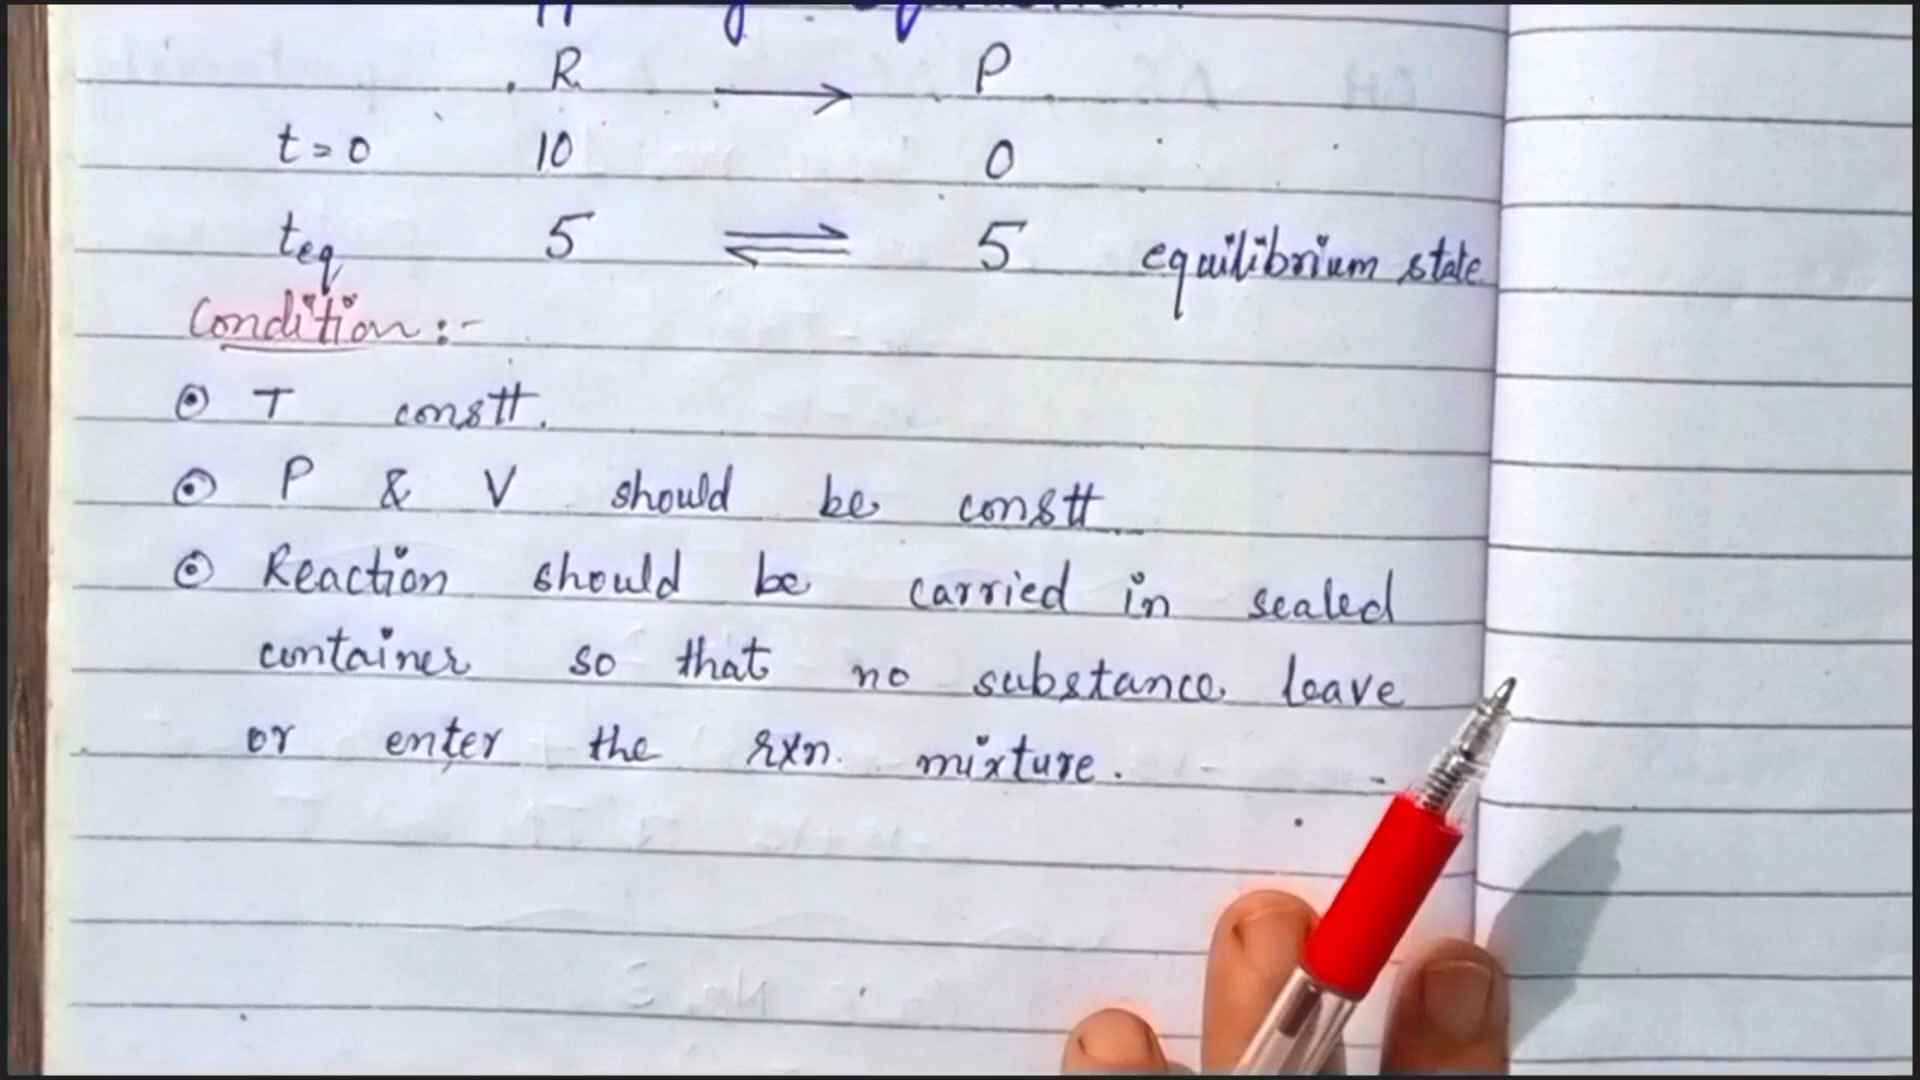 R → P
t=0 10 0
teq 5 ⇌ 5 equilibrium state
Condition :-
⊙ T constt.
⊙ P & V should be constt
⊙ Reaction should be carried in sealed
container so that no substance leave
or enter the rxn. mixture.